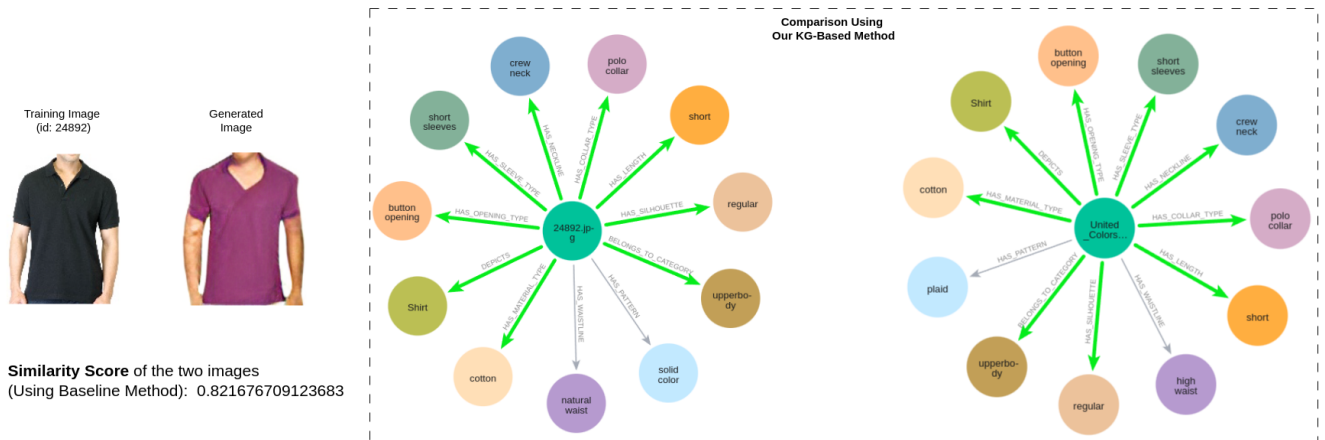 Comparison Using
Our KG-Based Method
Training Image
(id: 24892)
Generated
Image
Similarity Score of the two images
(Using Baseline Method): 0.821676709123683
crew
neck
polo
collar
short
sleeves
short
button
opening
regular
24892.jp-
g
Shirt
upperbo-
dy
cotton
natural
waist
solid
color
HAS_NECKLINE
HAS_COLLAR_TYPE
HAS_SLEEVE_TYPE
HAS_LENGTH
HAS_OPENING_TYPE
HAS_SILHOUETTE
DEPICTS
BELONGS_TO_CATEGORY
HAS_MATERIAL_TYPE
HAS_WAISTLINE
HAS_PATTERN
button
opening
short
sleeves
Shirt
crew
neck
cotton
polo
collar
United
_Colors...
plaid
short
upperbo-
dy
regular
high
waist
HAS_OPENING_TYPE
HAS_SLEEVE_TYPE
DEPICTS
HAS_NECKLINE
HAS_MATERIAL_TYPE
HAS_COLLAR_TYPE
HAS_PATTERN
HAS_LENGTH
BELONGS_TO_CATEGORY
HAS_SILHOUETTE
HAS_WAISTLINE